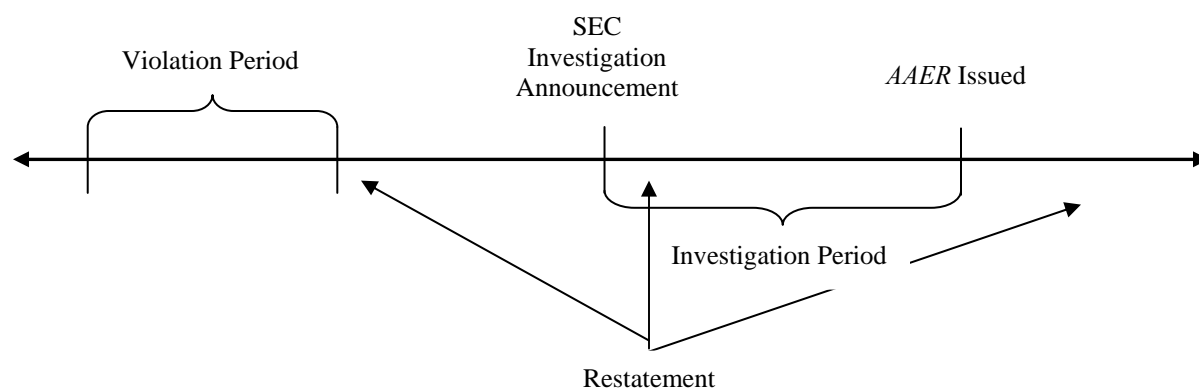 Violation Period
SEC
Investigation
Announcement
AAER Issued
Investigation Period
Restatement